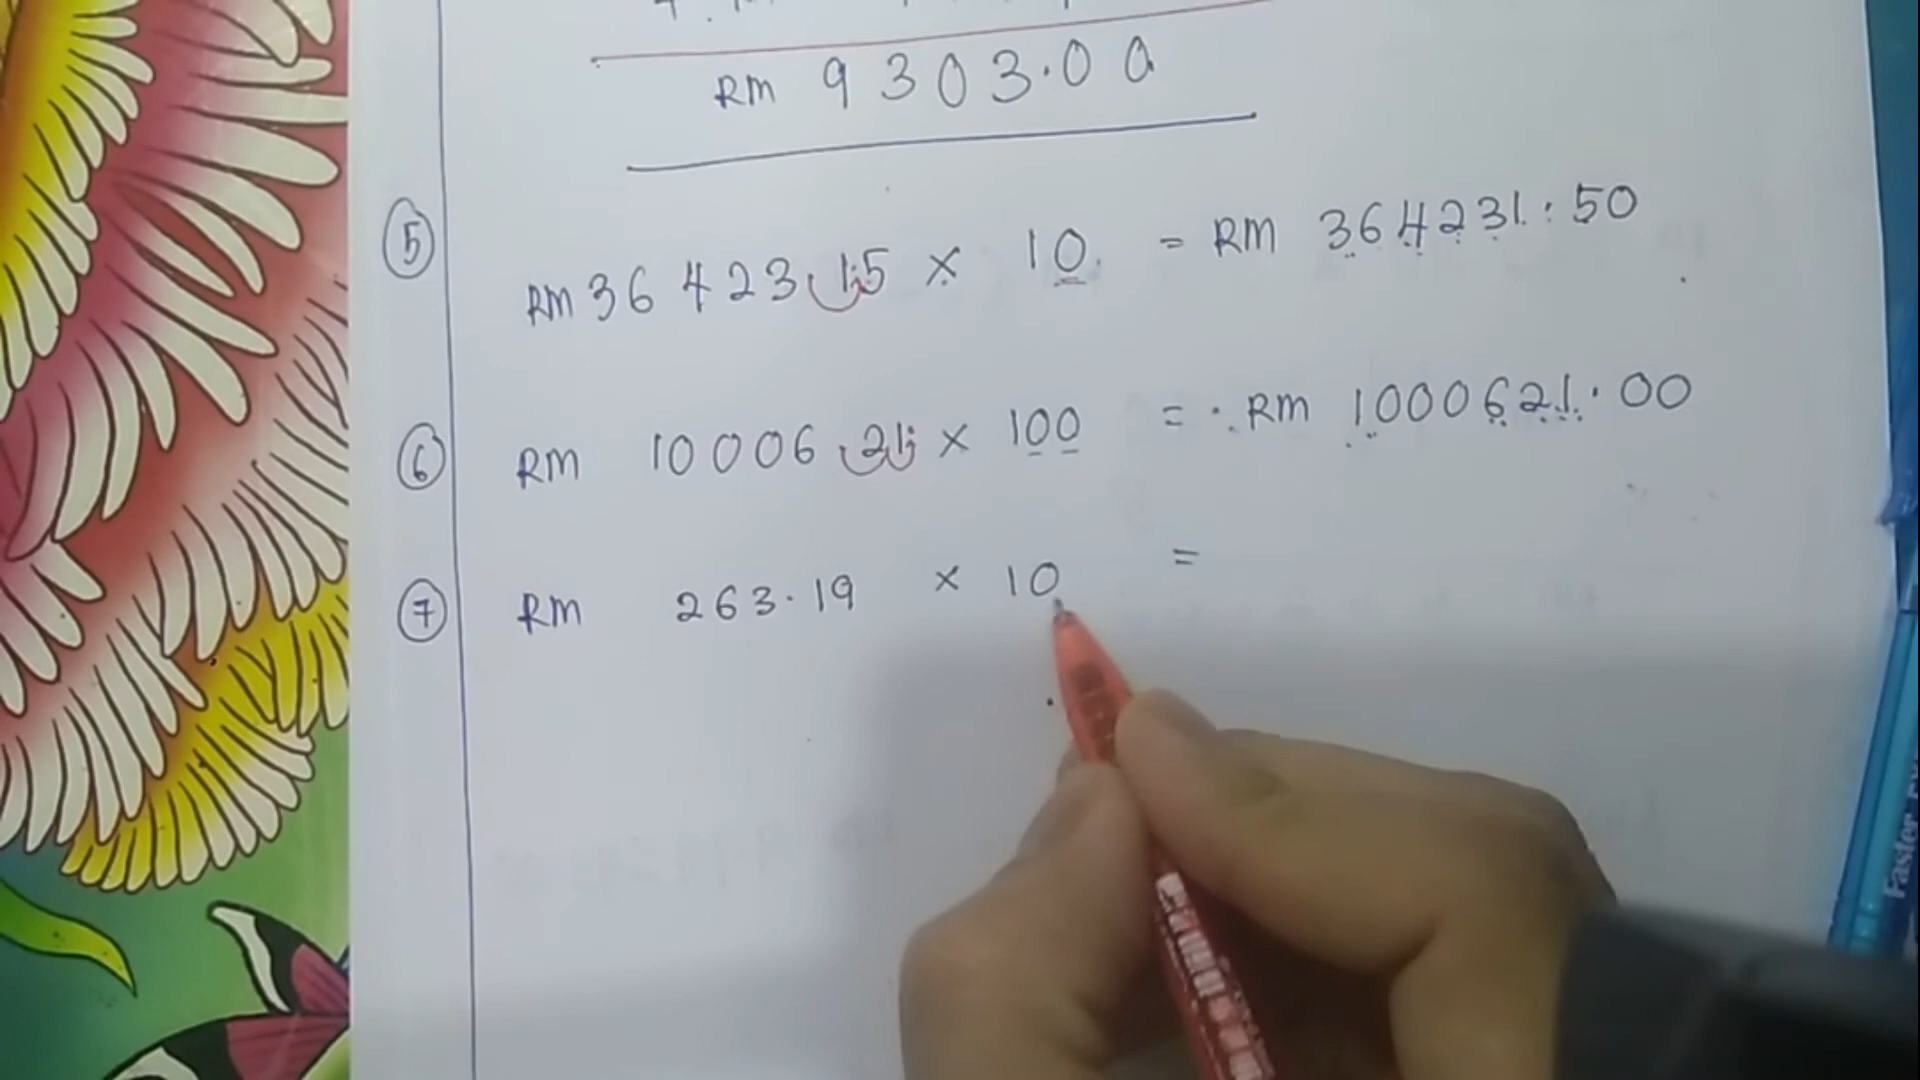 RM 9303.00
5 RM 36423.15 × 10 = RM 364231.50
6 RM 10006.21 × 100 = RM 1000621.00
7 RM 263.19 × 10 =
Faster